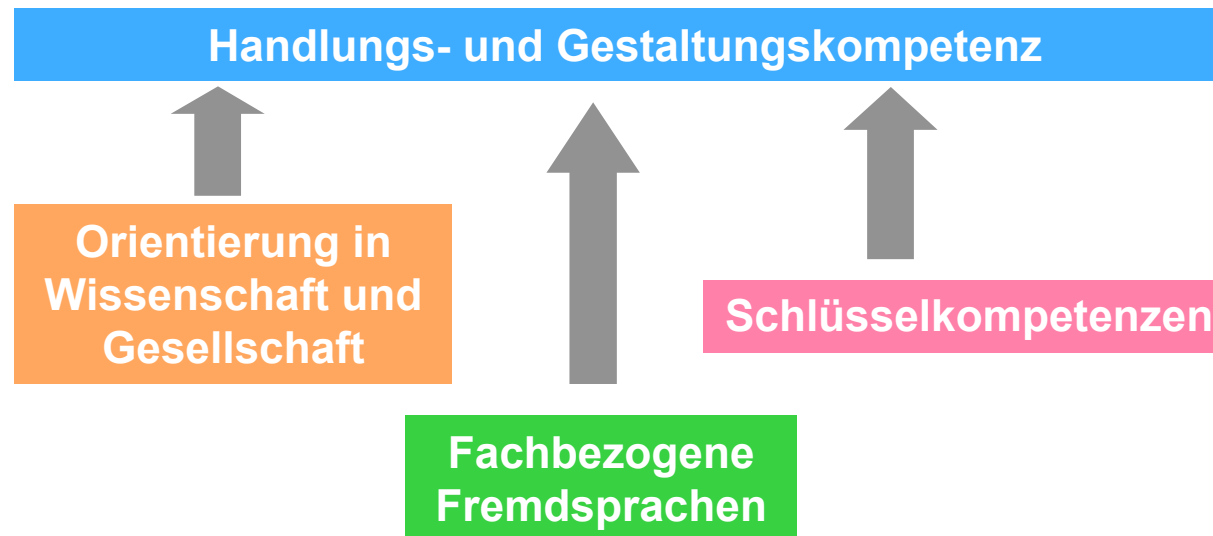 Handlungs- und Gestaltungskompetenz
Orientierung in
Wissenschaft und
Gesellschaft
Schlüsselkompetenzen
Fachbezogene
Fremdsprachen